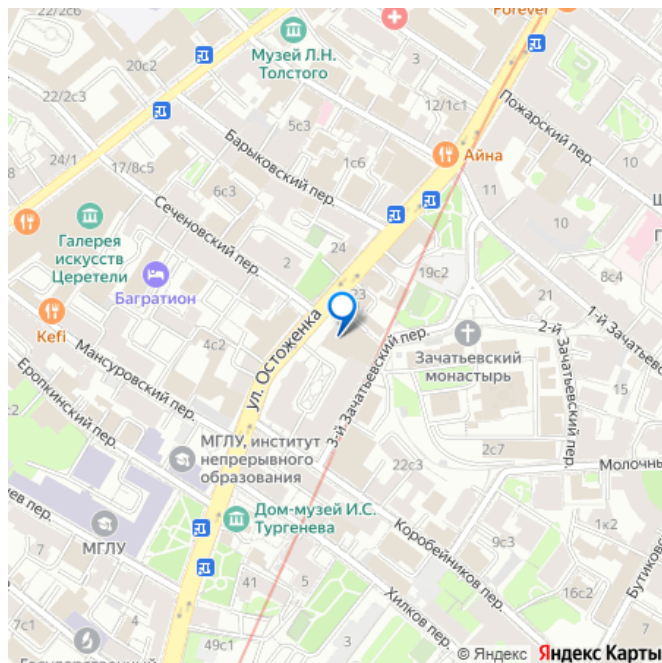 22/2с6
Forever
Музей Л.Н.
Толстого
20с2
22/2с3
12/1с1
Пожарский пер.
5с3
Барыковский пер.
24/1
17/8с5
1с6
Айна
11
6с3
Сеченовский пер.
Галерея
искусств
Церетели
24
2
10
19с2
8с4
Багратион
23
21
1-й Зачатьевский
Kefi
ул. Остоженка
3-й Зачатьевский пер.
Зачатьевский
монастырь
2-й Зачатьевский пер.
4с2
Мансуровский пер.
15
Еропкинский пер.
МГЛУ, институт
непрерывного
образования
2с7
Молочный
22с3
Дом-музей И.С.
Тургенева
1к2
МГЛУ
Коробейников пер.
9с3
7
41
5
Хилков пер.
16с2
Бутиковский
7
49с1
3
3
Государственный
© Яндекс Яндекс Карты